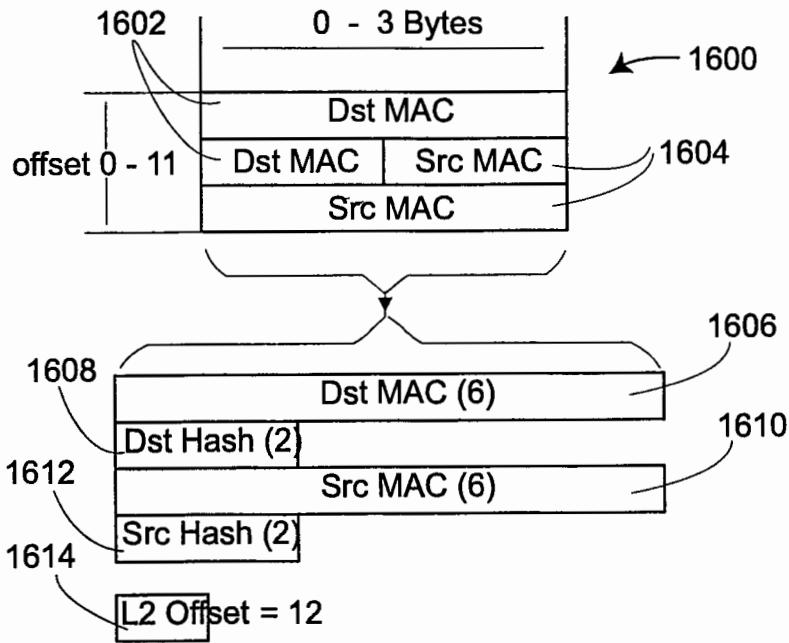 1602
0 - 3 Bytes
1600
Dst MAC
offset 0 - 11
Dst MAC
Src MAC
1604
Src MAC
1606
1608
Dst MAC (6)
Dst Hash (2)
1610
1612
Src MAC (6)
Src Hash (2)
1614
L2 Offset = 12